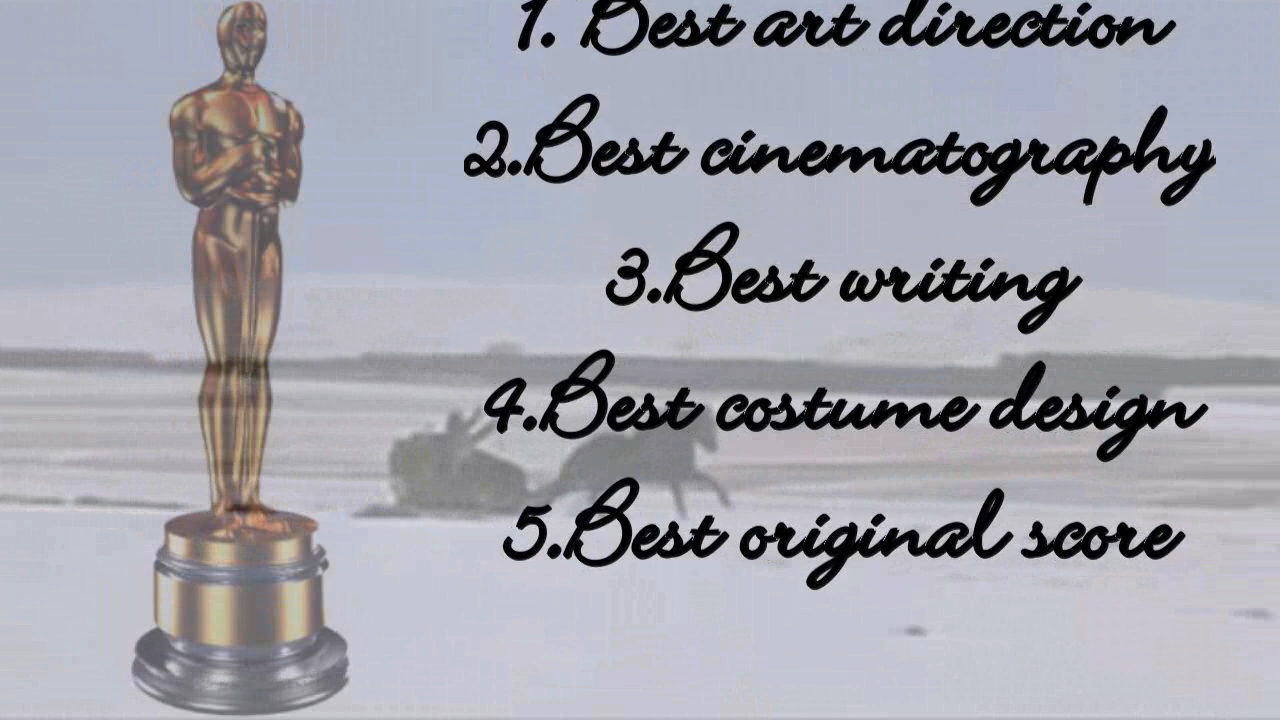 1. Best art direction
2.Best cinematography
3.Best writing
4.Best costume design
5.Best original score